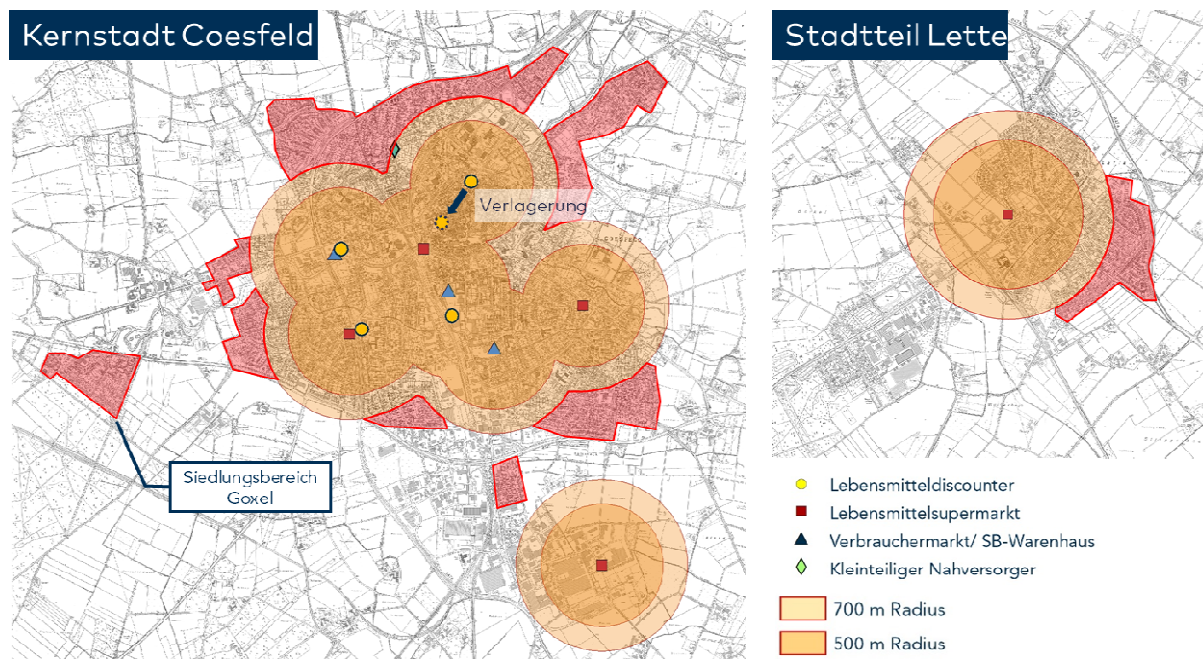 Kernstadt Coesfeld
Stadtteil Lette
Verlagerung
Siedlungsbereich
Goxel
Lebensmitteldiscounter
Lebensmittelsupermarkt
Verbrauchermarkt/ SB-Warenhaus
Kleinteiliger Nahversorger
700 m Radius
500 m Radius